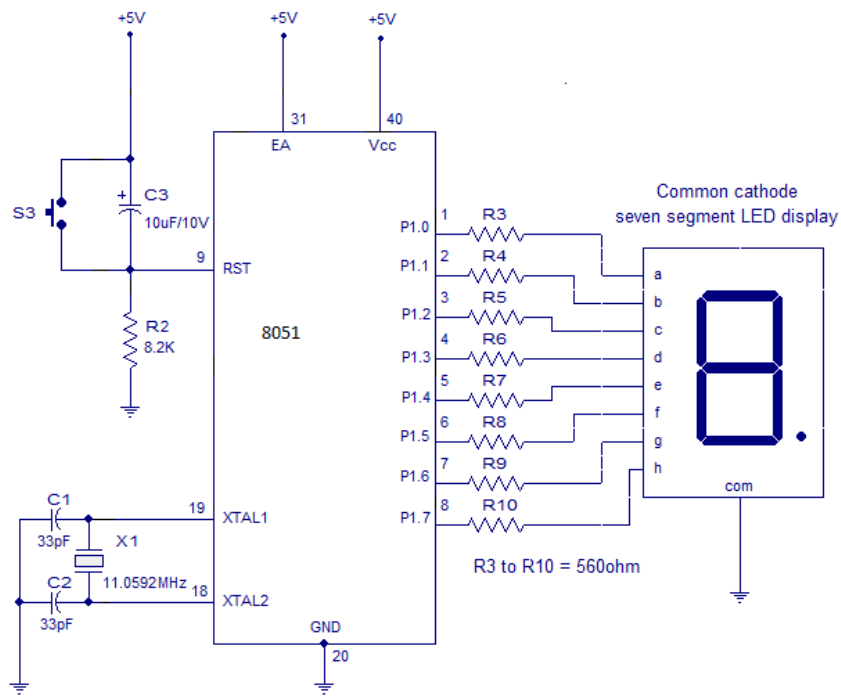 +5V
+5V
+5V
31
40
EA
Vcc
S3
+
C3
10uF/10V
9
RST
R2
8.2K
8051
P1.0
1
R3
P1.1
2
R4
P1.2
3
R5
P1.3
4
R6
P1.4
5
R7
P1.5
6
R8
P1.6
7
R9
P1.7
8
R10
R3 to R10 = 560ohm
Common cathode
seven segment LED display
a
b
c
d
e
f
g
h
com
C1
33pF
19
XTAL1
X1
11.0592MHz
C2
33pF
18
XTAL2
GND
20